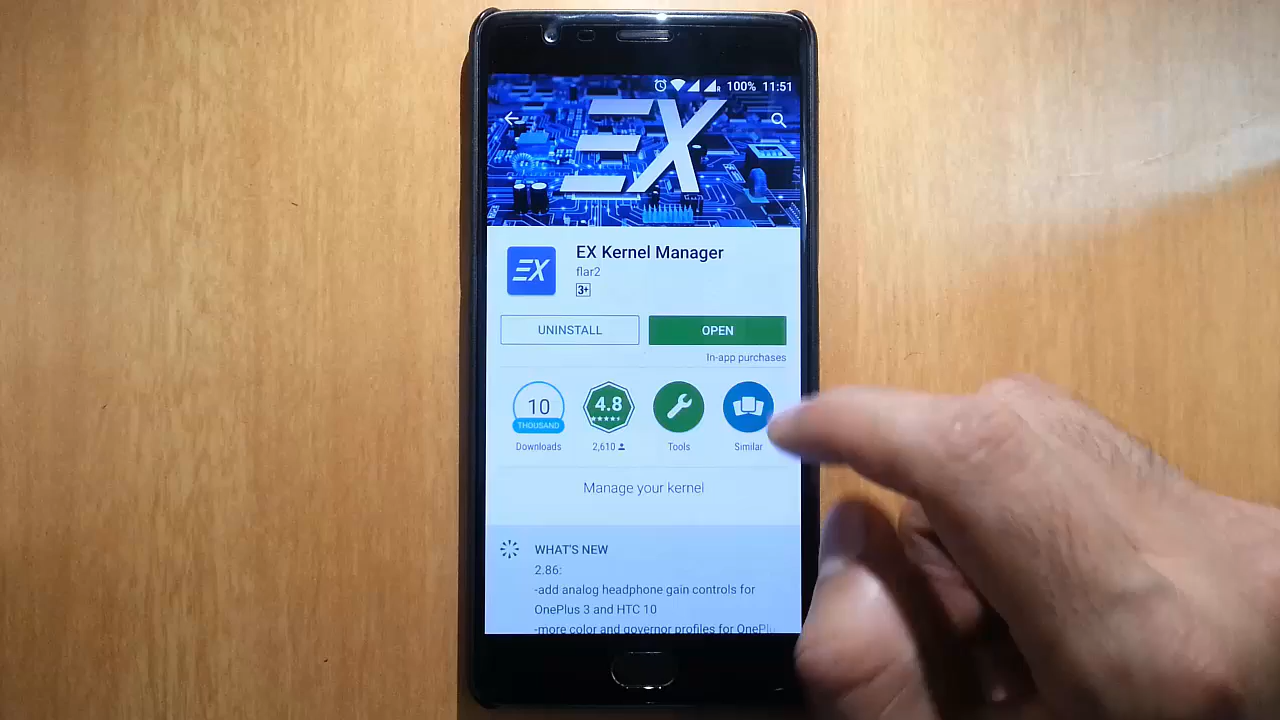 100% 11:51
EX
EX Kernel Manager
EX
flar2
3+
UNINSTALL
OPEN
In-app purchases
10
THOUSAND
4.8
Downloads
2,610
Tools
Similar
Manage your kernel
WHAT'S NEW
2.86:
-add analog headphone gain controls for
OnePlus 3 and HTC 10
-more color and governor profiles for OnePlu